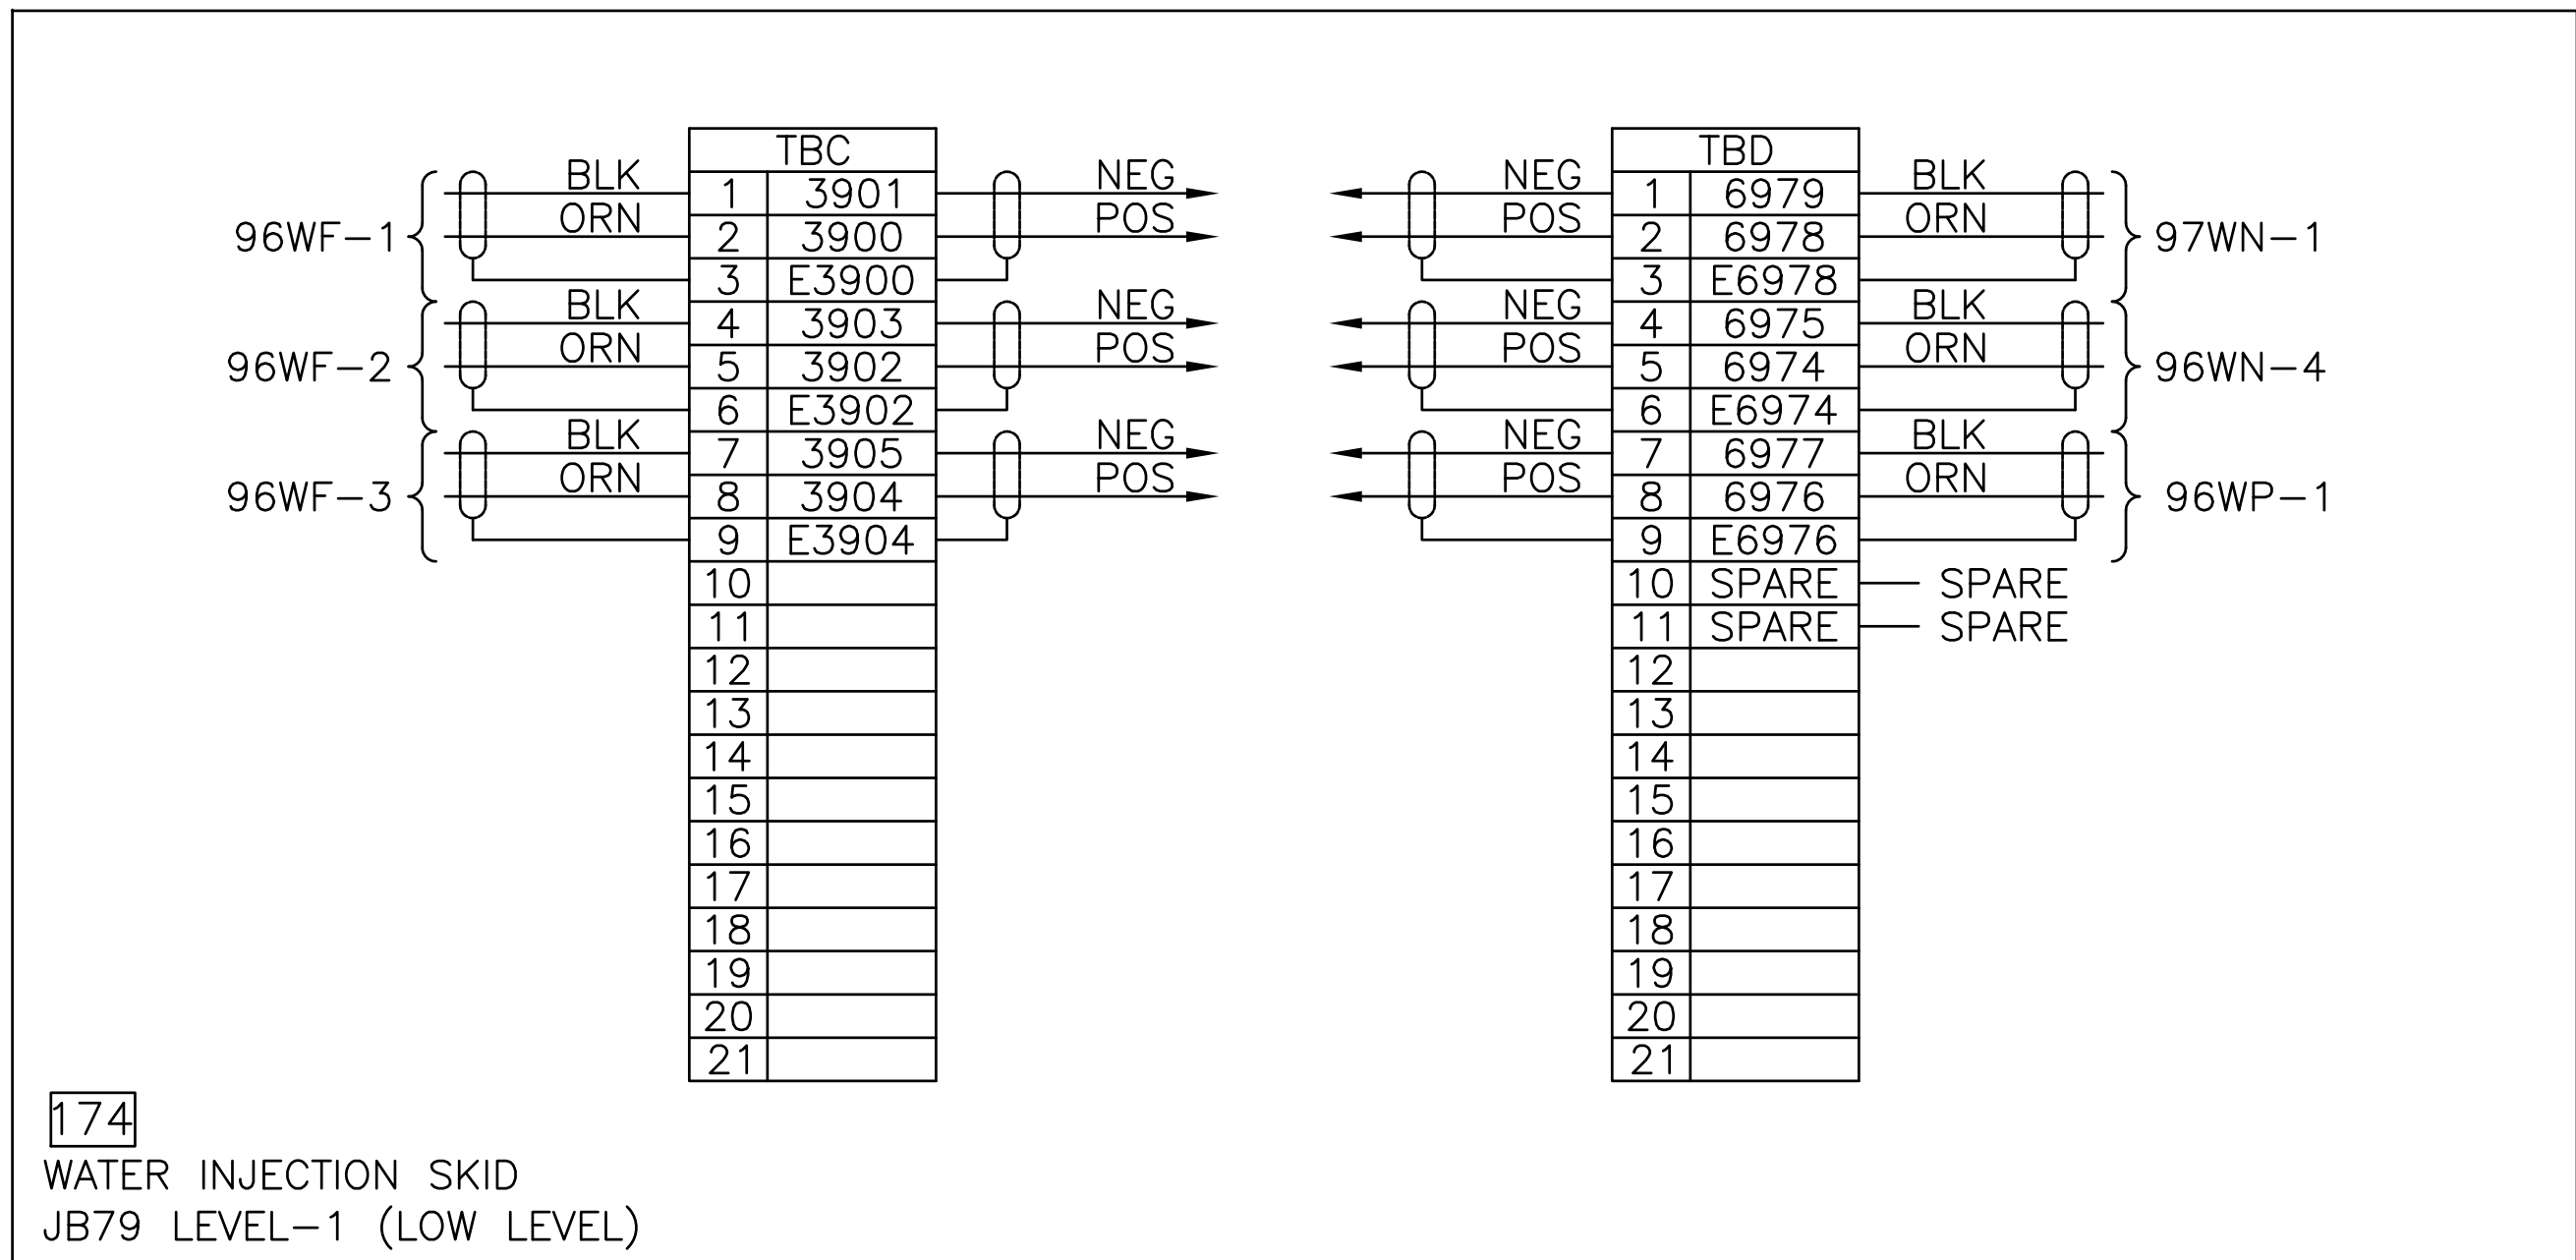 TBC
BLK 1 3901 NEG
96WF-1 ORN 2 3900 POS
3 E3900
BLK 4 3903 NEG
96WF-2 ORN 5 3902 POS
6 E3902
BLK 7 3905 NEG
96WF-3 ORN 8 3904 POS
9 E3904
10
11
12
13
14
15
16
17
18
19
20
21
TBD
NEG 1 6979 BLK
POS 2 6978 ORN 97WN-1
3 E6978
NEG 4 6975 BLK
POS 5 6974 ORN 96WN-4
6 E6974
NEG 7 6977 BLK
POS 8 6976 ORN 96WP-1
9 E6976
10 SPARE SPARE
11 SPARE SPARE
12
13
14
15
16
17
18
19
20
21
174
WATER INJECTION SKID
JB79 LEVEL-1 (LOW LEVEL)